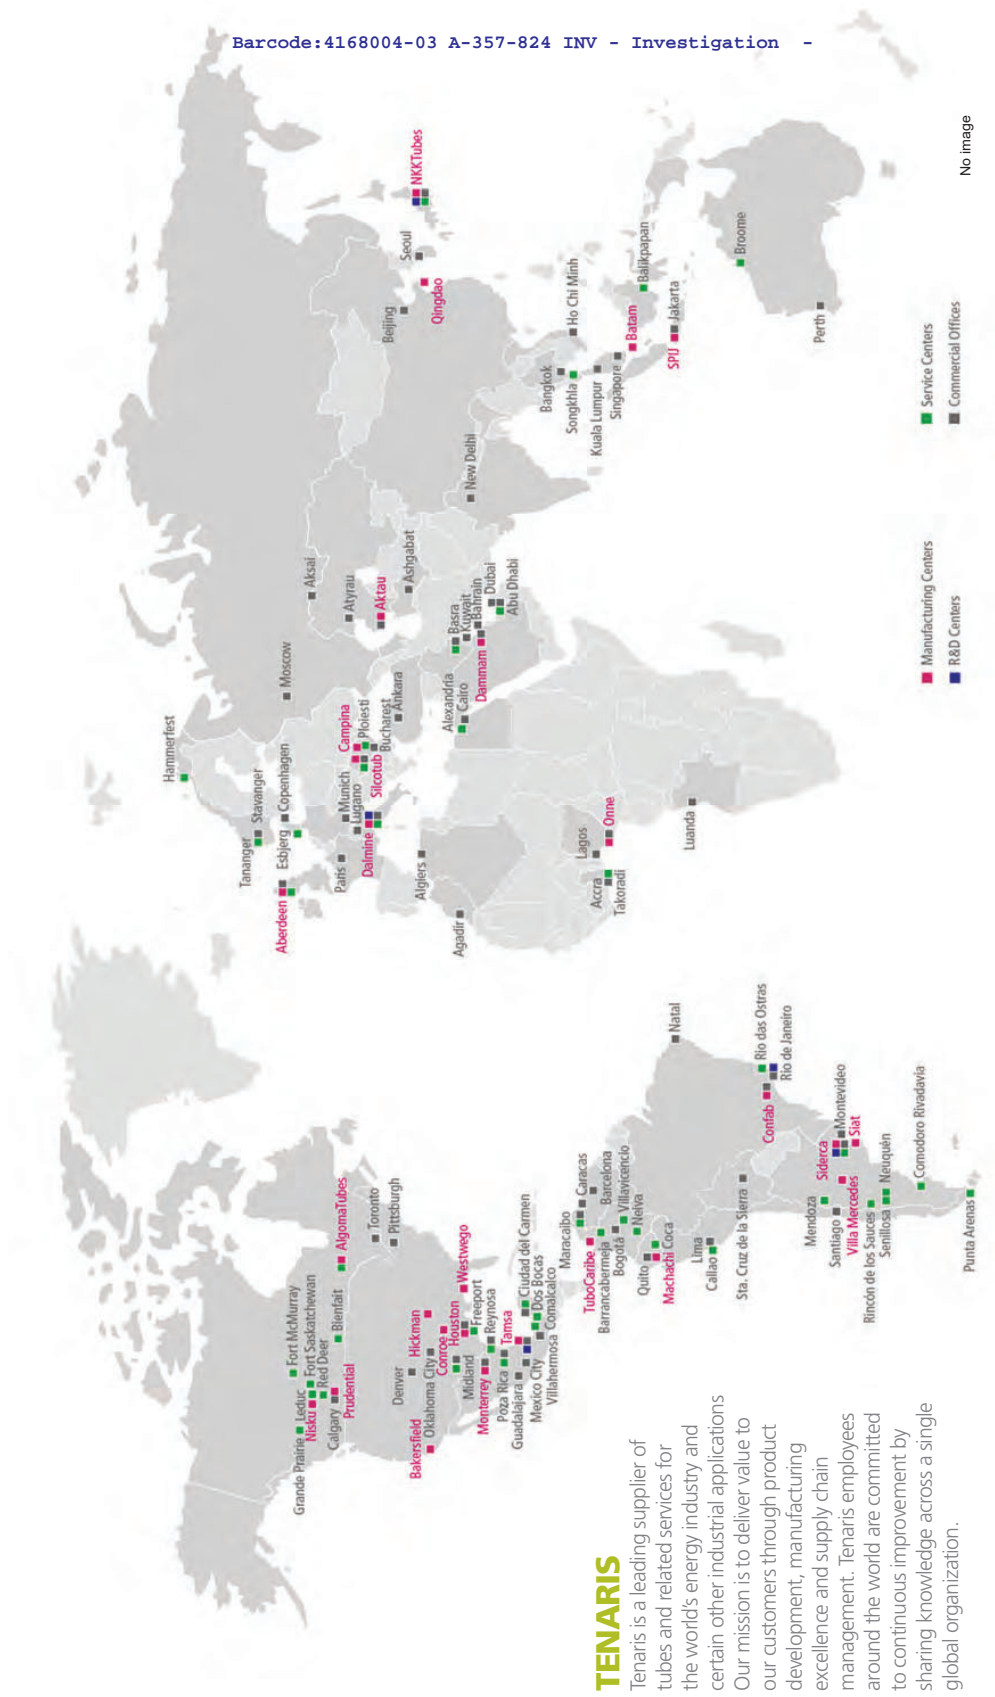 Barcode:4168004-03 A-357-824 INV - Investigation -
No image
TENARIS
Tenaris is a leading supplier of
tubes and related services for
the world's energy industry and
certain other industrial applications
Our mission is to deliver value to
our customers through product
development, manufacturing
excellence and supply chain
management. Tenaris employees
around the world are committed
to continuous improvement by
sharing knowledge across a single
global organization.
Fort McMurray
Grande Prairie
Leduc
Fort Saskatchewan
Nisku
Red Deer
Calgary
Bienfait
Prudential
AlgomaTubes
Toronto
Pittsburgh
Denver
Hickman
Bakersfield
Oklahoma City
Conroe
Houston
Westwego
Midland
Freeport
Monterrey
Reynosa
Poza Rica
Tamsa
Guadalajara
Ciudad del Carmen
Mexico City
Dos Bocas
Villahermosa
Comalcalco
Maracaibo
Caracas
TuboCaribe
Barcelona
Barrancabermeja
Villavicencio
Bogotá
Neiva
Quito
Coca
Machachi
Natal
Lima
Callao
Sta. Cruz de la Sierra
Rio das Ostras
Confab
Rio de Janeiro
Mendoza
Siderca
Montevideo
Santiago
Villa Mercedes
Siat
Rincón de los Sauces
Senillosa
Neuquén
Comodoro Rivadavia
Punta Arenas
Hammerfest
Tananger
Stavanger
Aberdeen
Esbjerg
Copenhagen
Moscow
Paris
Munich
Lugano
Campina
Ploiesti
Dalmine
Silcotub
Bucharest
Ankara
Algiers
Agadir
Alexandria
Cairo
Aksai
Atyrau
Aktau
Ashgabat
Basra
Kuwait
Bahrain
Dammam
Dubai
Abu Dhabi
Lagos
Onne
Accra
Takoradi
Luanda
New Delhi
Beijing
Seoul
Qingdao
NKKTubes
Bangkok
Songkhla
Ho Chi Minh
Kuala Lumpur
Singapore
Batam
Balikpapan
SPIJ
Jakarta
Broome
Perth
Manufacturing Centers
R&D Centers
Service Centers
Commercial Offices